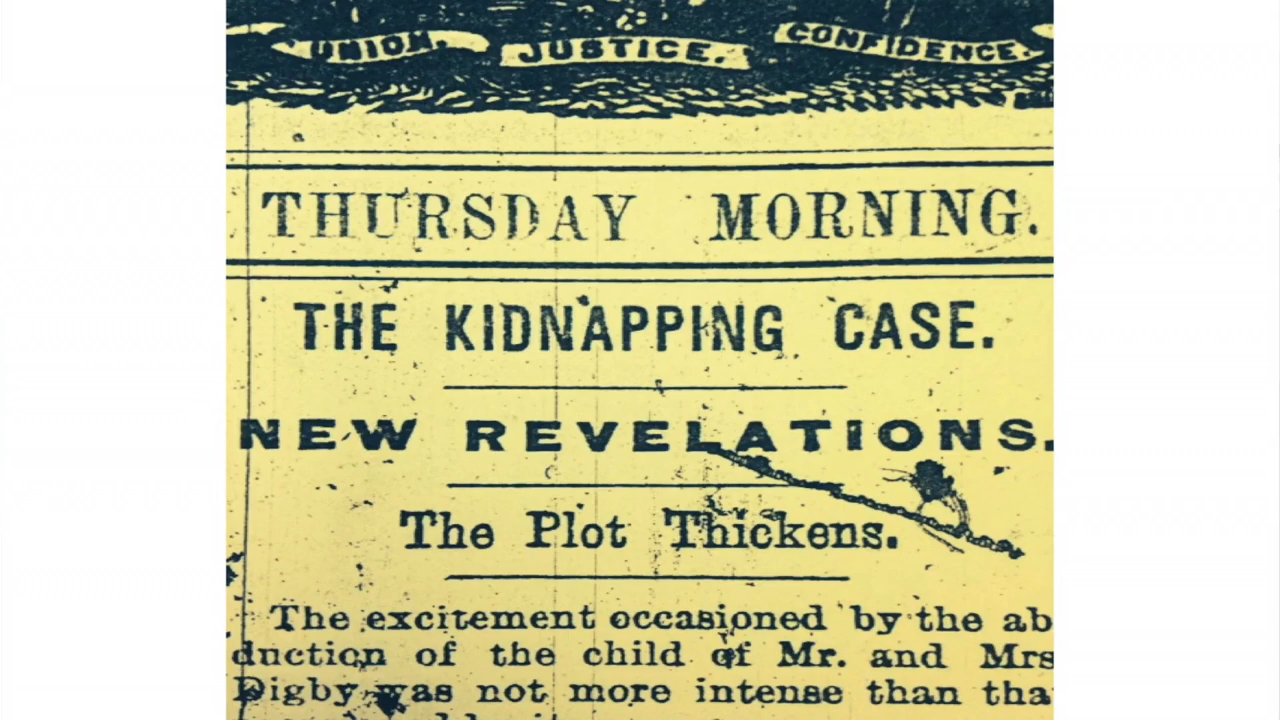 UNION. JUSTICE. CONFIDENCE.
THURSDAY MORNING.
THE KIDNAPPING CASE.
NEW REVELATIONS.
The Plot Thickens.
The excitement occasioned by the ab
duction of the child of Mr. and Mrs
Digby was not more intense than tha